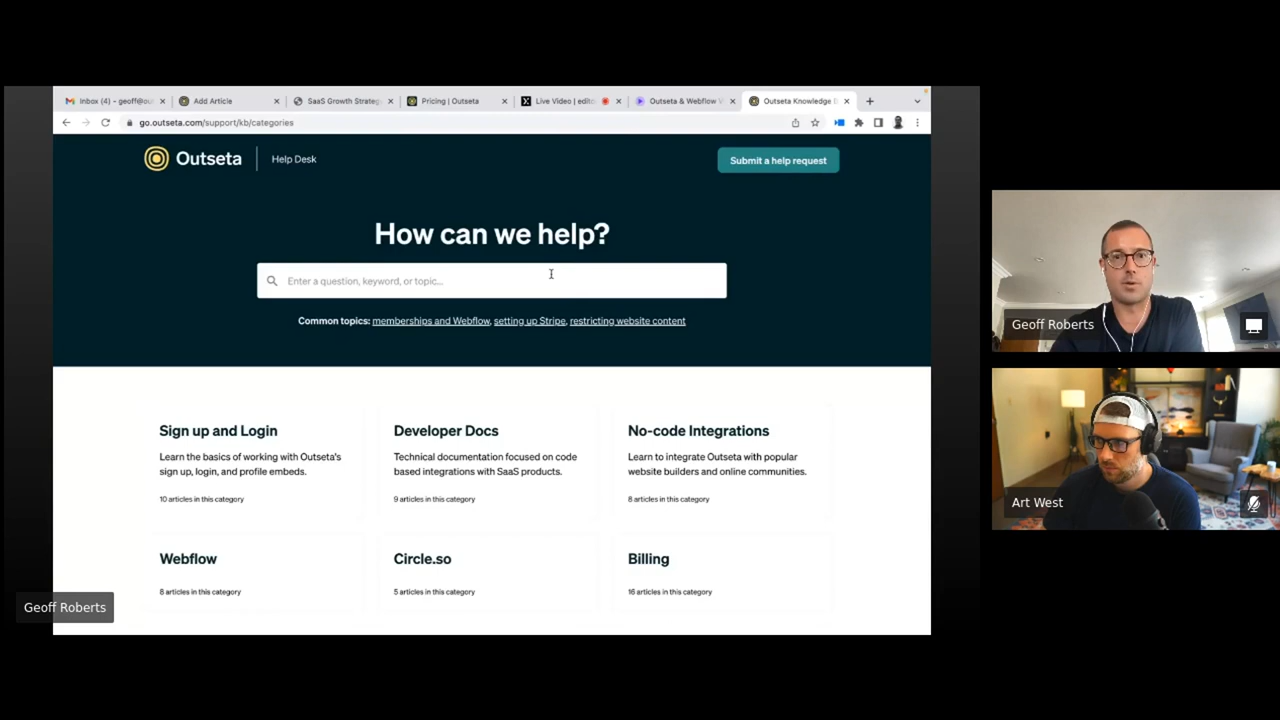 Inbox (4) - geoff@ou
Add Article
SaaS Growth Strateg
Pricing | Outseta
Live Video | edito
Outseta & Webflow V
Outseta Knowledge B
go.outseta.com/support/kb/categories
Outseta
Help Desk
Submit a help request
How can we help?
Enter a question, keyword, or topic...
Common topics: memberships and Webflow, setting up Stripe, restricting website content
Sign up and Login
Learn the basics of working with Outseta's
sign up, login, and profile embeds.
10 articles in this category
Developer Docs
Technical documentation focused on code
based integrations with SaaS products.
9 articles in this category
No-code Integrations
Learn to integrate Outseta with popular
website builders and online communities.
8 articles in this category
Webflow
8 articles in this category
Circle.so
5 articles in this category
Billing
16 articles in this category
Geoff Roberts
Geoff Roberts
Art West